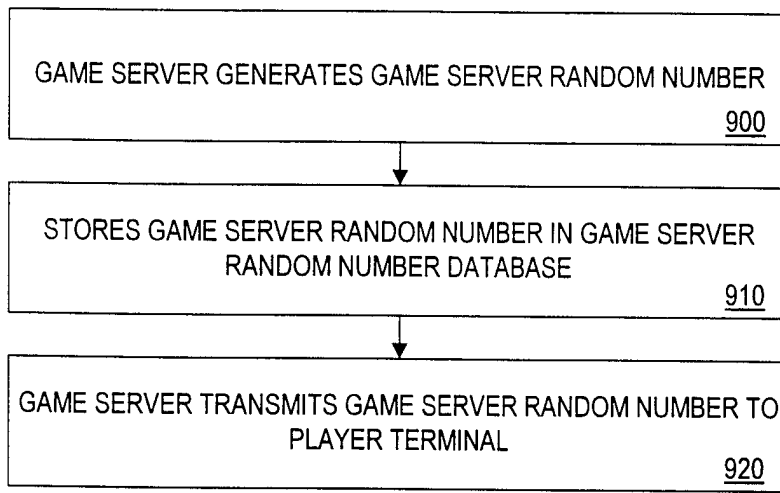 GAME SERVER GENERATES GAME SERVER RANDOM NUMBER
900
STORES GAME SERVER RANDOM NUMBER IN GAME SERVER
RANDOM NUMBER DATABASE
910
GAME SERVER TRANSMITS GAME SERVER RANDOM NUMBER TO
PLAYER TERMINAL
920